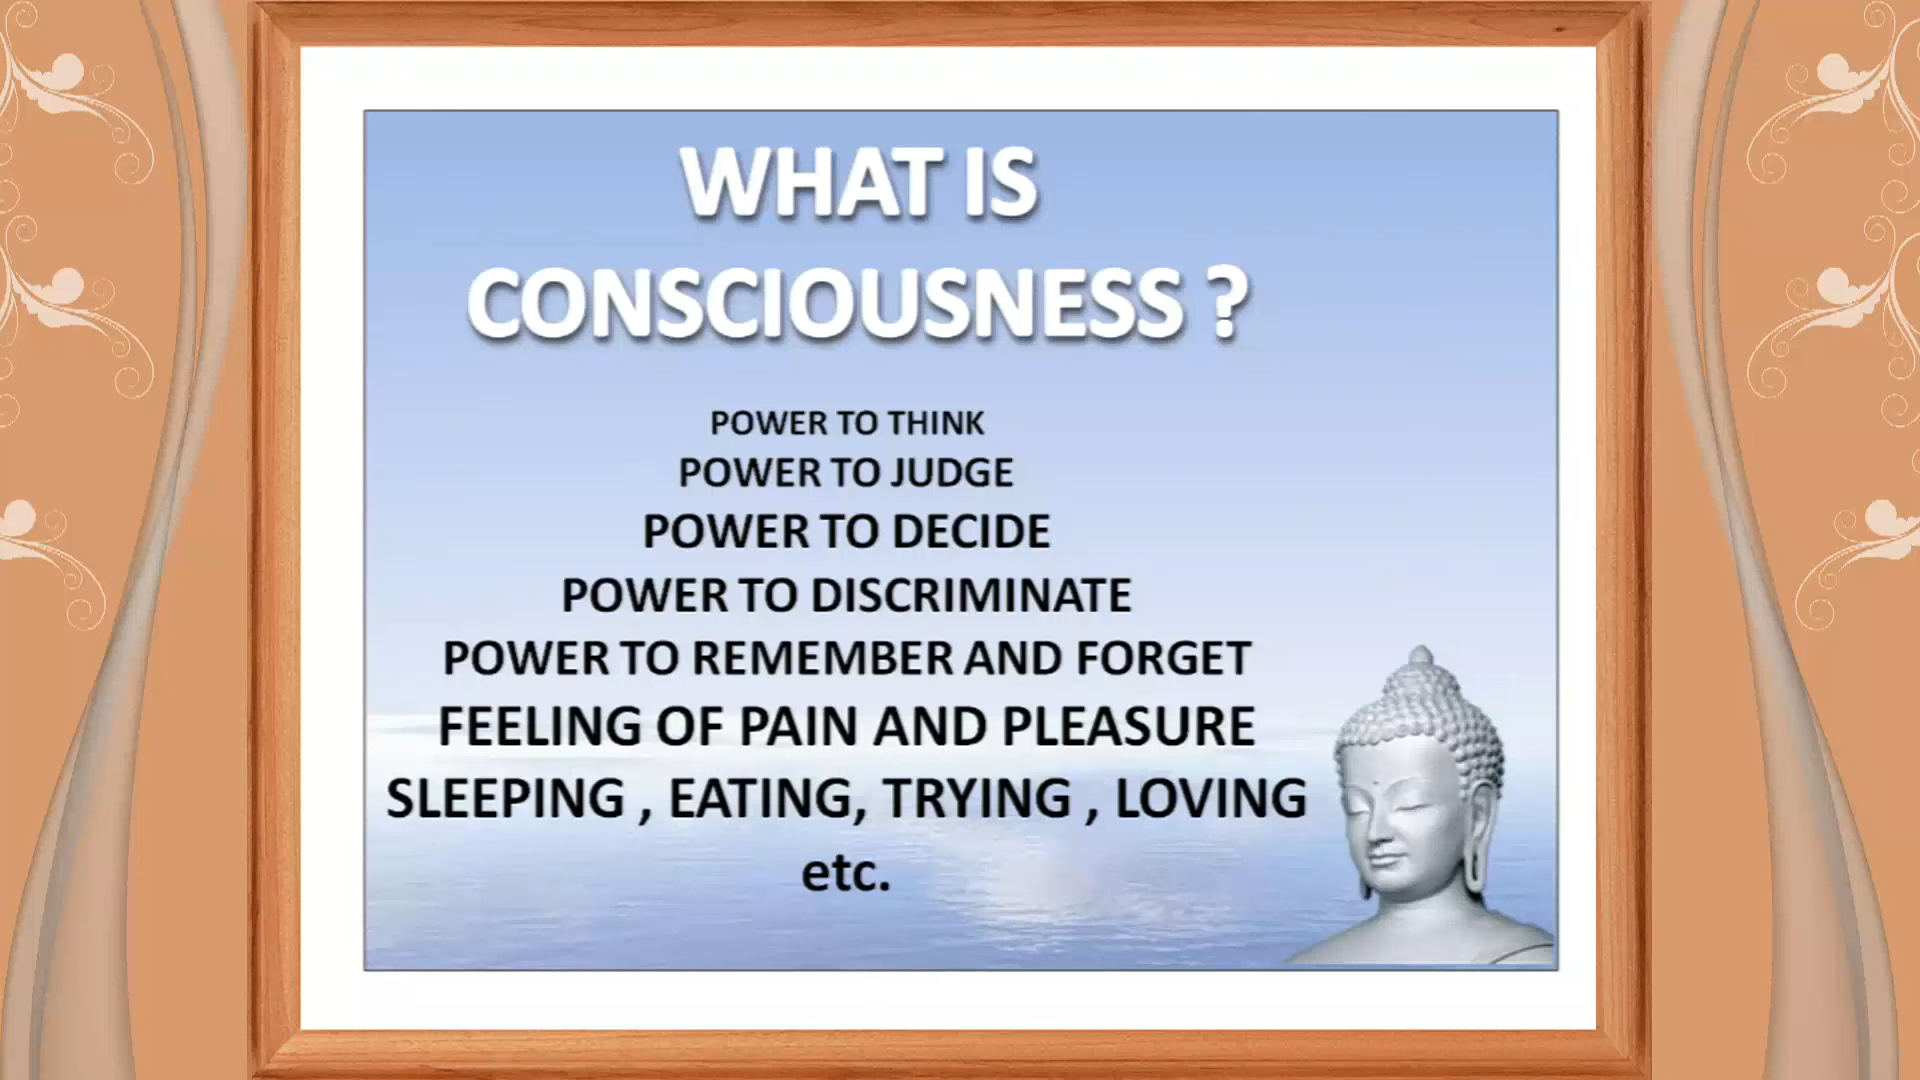 WHAT IS
CONSCIOUSNESS ?
POWER TO THINK
POWER TO JUDGE
POWER TO DECIDE
POWER TO DISCRIMINATE
POWER TO REMEMBER AND FORGET
FEELING OF PAIN AND PLEASURE
SLEEPING , EATING, TRYING , LOVING
etc.